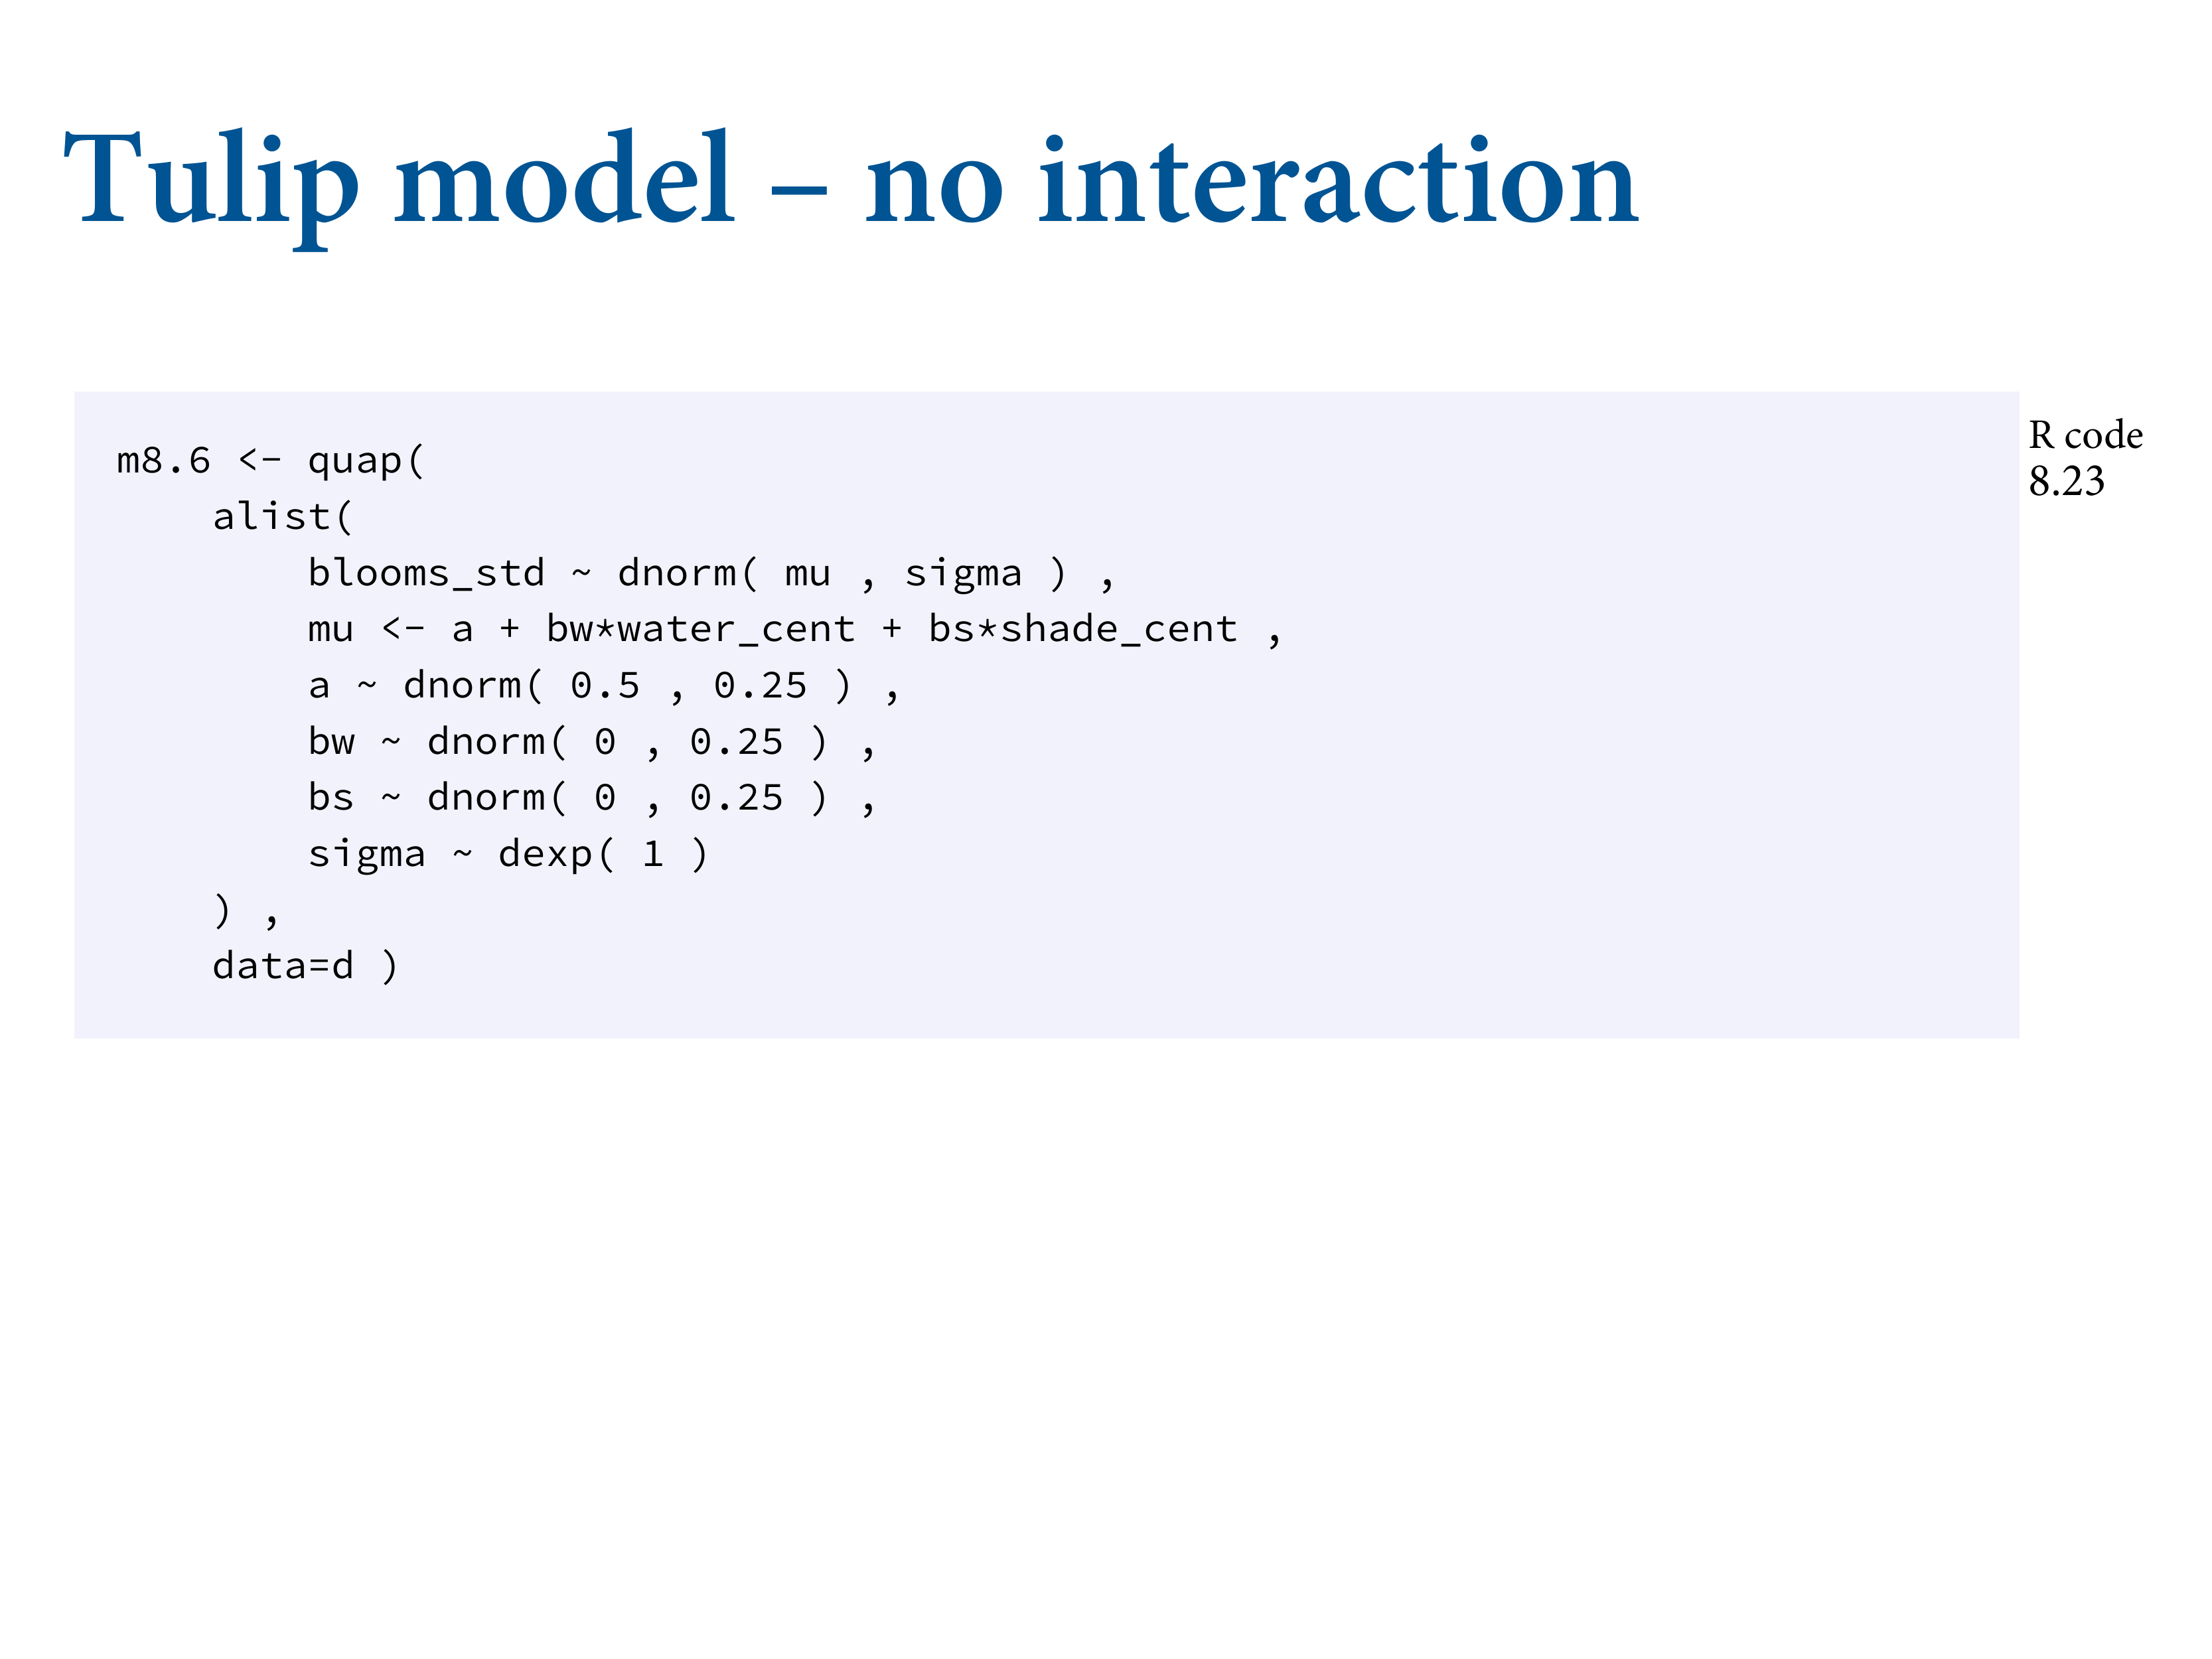 Tulip model – no interaction
R code
8.23
m8.6 <- quap(
    alist(
        blooms_std ~ dnorm( mu , sigma ) ,
        mu <- a + bw*water_cent + bs*shade_cent ,
        a ~ dnorm( 0.5 , 0.25 ) ,
        bw ~ dnorm( 0 , 0.25 ) ,
        bs ~ dnorm( 0 , 0.25 ) ,
        sigma ~ dexp( 1 )
    ) ,
    data=d )